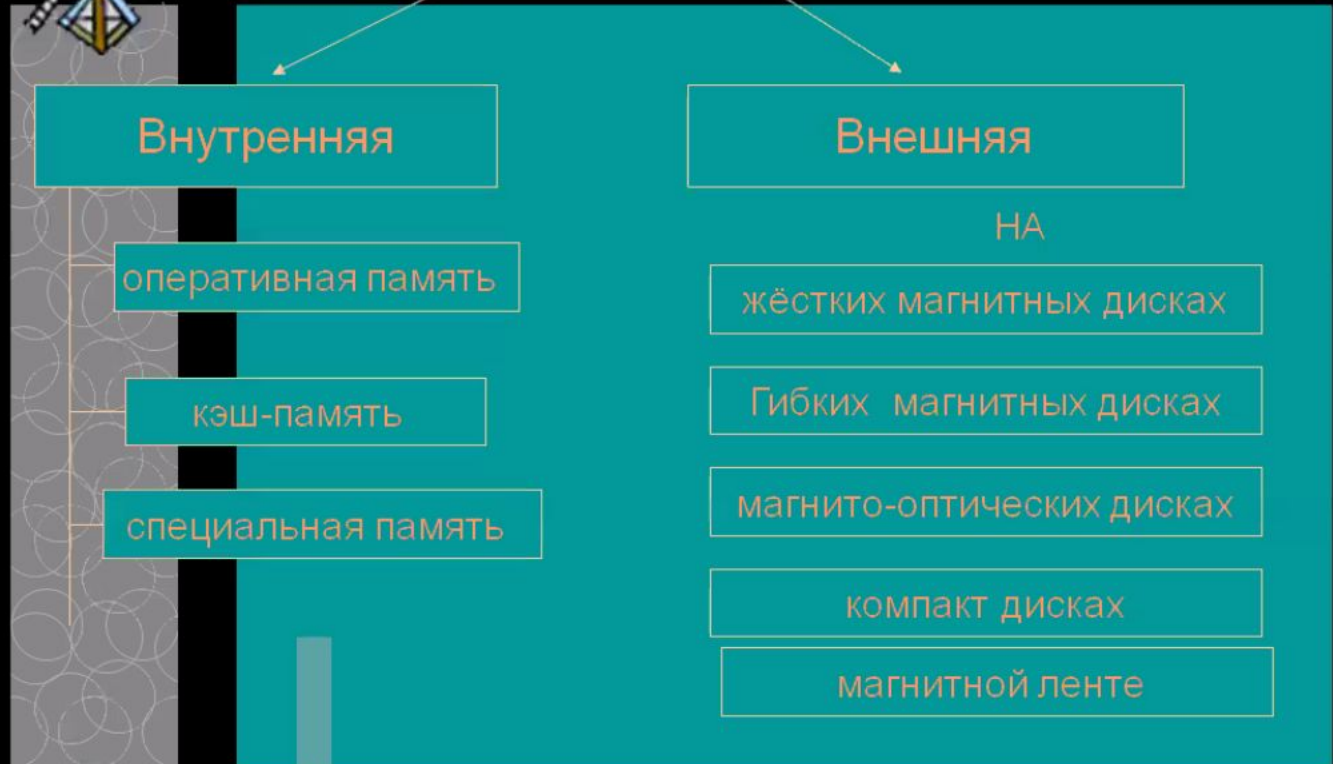 Внутренняя
оперативная память
кэш-память
специальная память
Внешняя
НА
жёстких магнитных дисках
Гибких магнитных дисках
магнито-оптических дисках
компакт дисках
магнитной ленте